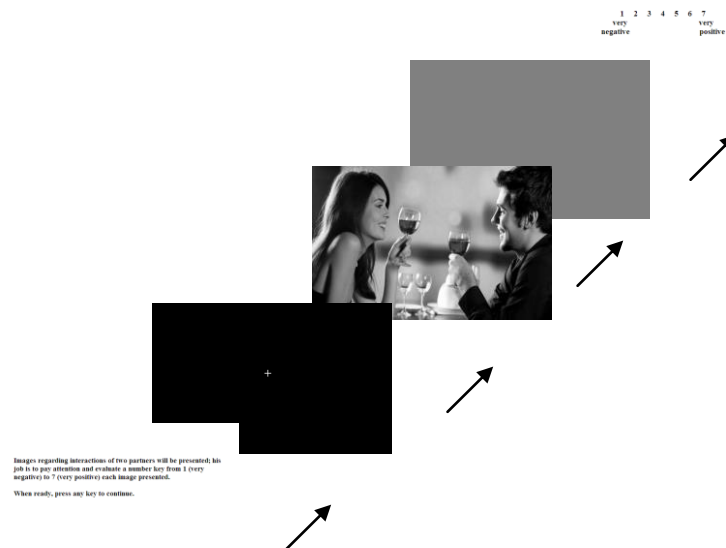 1 2 3 4 5 6 7
very very
negative positive
+
Images regarding interactions of two partners will be presented; his
job is to pay attention and evaluate a number key from 1 (very
negative) to 7 (very positive) each image presented.
When ready, press any key to continue.